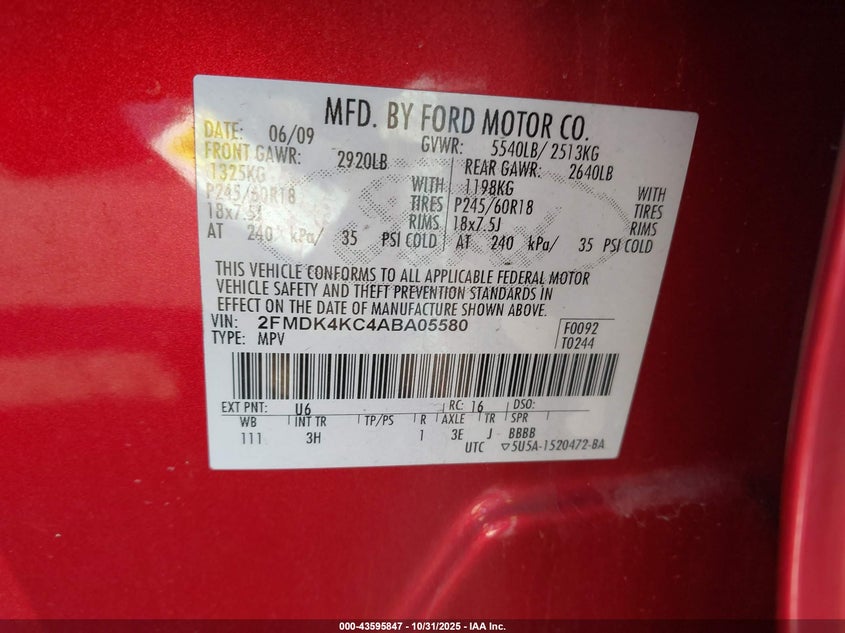 MFD. BY FORD MOTOR CO.
DATE: 06/09 GVWR: 5540LB/ 2513KG
FRONT GAWR: 2920LB REAR GAWR: 2640LB
1325KG WITH 1198KG WITH
P245/60R18 TIRES P245/60R18 TIRES
18x7.5J RIMS 18x7.5J RIMS
AT 240 kPa/ 35 PSI COLD AT 240 kPa/ 35 PSI COLD
THIS VEHICLE CONFORMS TO ALL APPLICABLE FEDERAL MOTOR
VEHICLE SAFETY AND THEFT PREVENTION STANDARDS IN
EFFECT ON THE DATE OF MANUFACTURE SHOWN ABOVE.
VIN: 2FMDK4KC4ABA05580 F0092
TYPE: MPV T0244
EXT PNT: U6 RC: 16 DSO:
WB INT TR TP/PS R AXLE TR SPR
111 3H 1 3E J BBBB
UTC ▽5U5A-1520472-BA
000-43595847 - 10/31/2025 - IAA Inc.